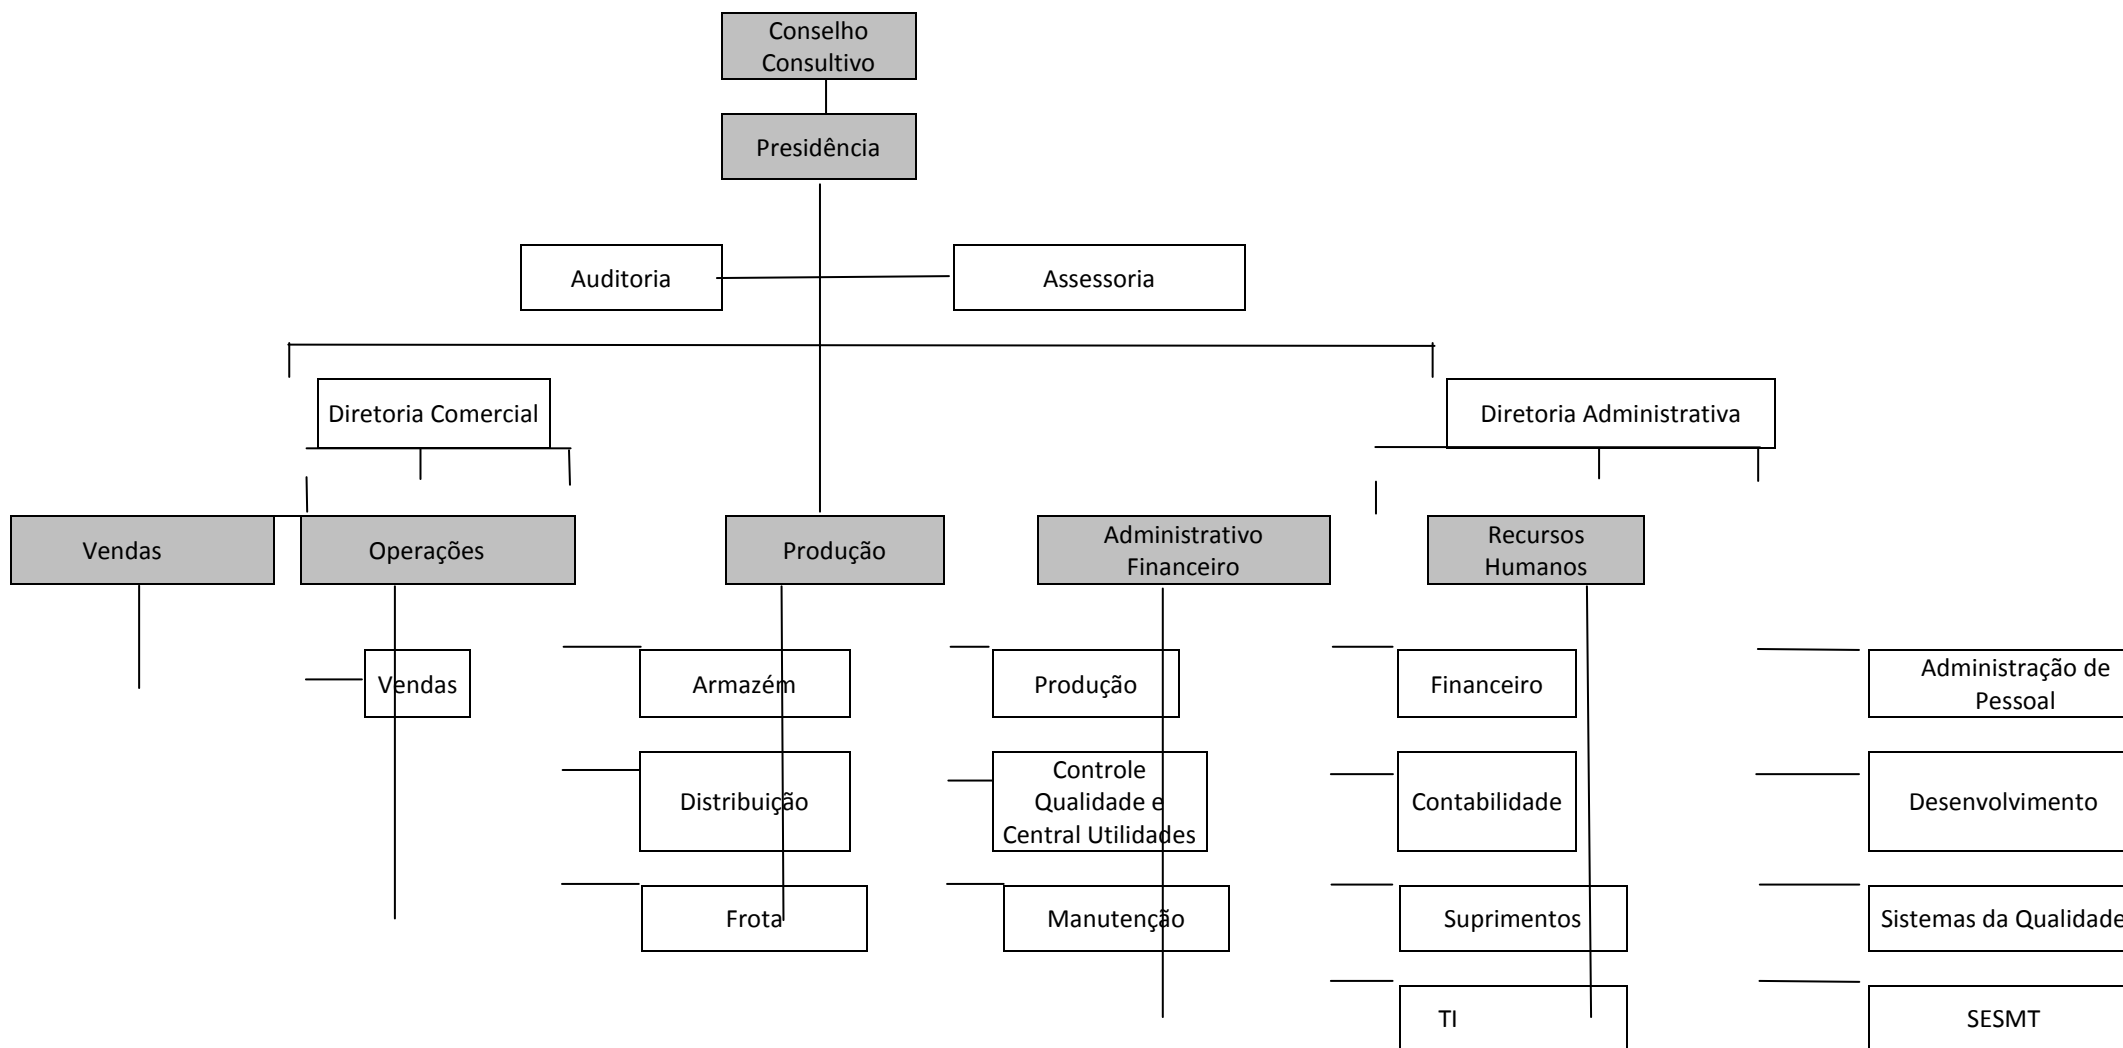 Conselho
Consultivo
Presidência
Auditoria
Assessoria
Diretoria Comercial
Diretoria Administrativa
Vendas
Operações
Produção
Administrativo
Financeiro
Recursos
Humanos
Vendas
Armazém
Produção
Financeiro
Administração de
Pessoal
Distribuição
Controle
Qualidade e
Central Utilidades
Contabilidade
Desenvolvimento
Frota
Manutenção
Suprimentos
Sistemas da Qualidade
TI
SESMT